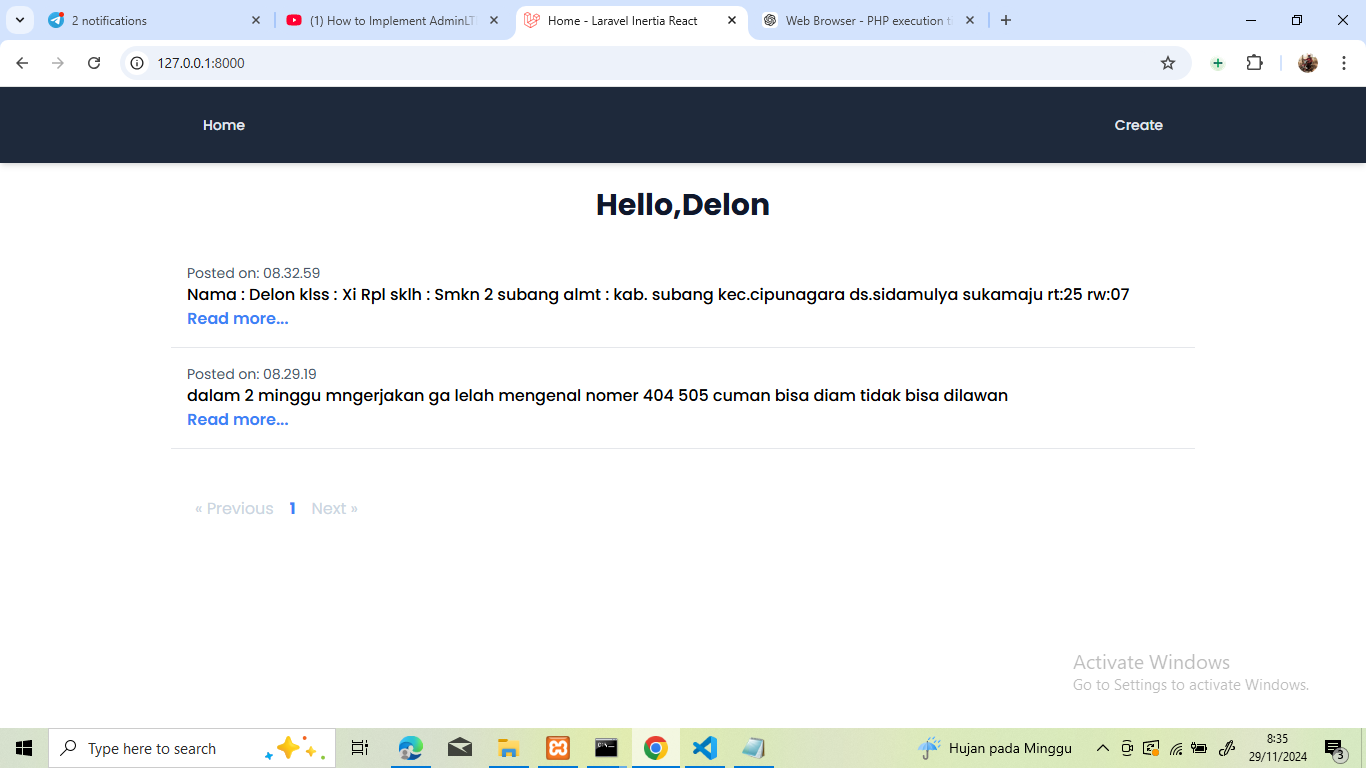 2 notifications
(1) How to Implement AdminLT
Home - Laravel Inertia React
Web Browser - PHP execution t
127.0.0.1:8000
Home
Create
Hello,Delon
Posted on: 08.32.59
Nama : Delon klss : Xi Rpl sklh : Smkn 2 subang almt : kab. subang kec.cipunagara ds.sidamulya sukamaju rt:25 rw:07
Read more...
Posted on: 08.29.19
dalam 2 minggu mngerjakan ga lelah mengenal nomer 404 505 cuman bisa diam tidak bisa dilawan
Read more...
« Previous 1 Next »
Activate Windows
Go to Settings to activate Windows.
Type here to search
Hujan pada Minggu
8:35
29/11/2024
3